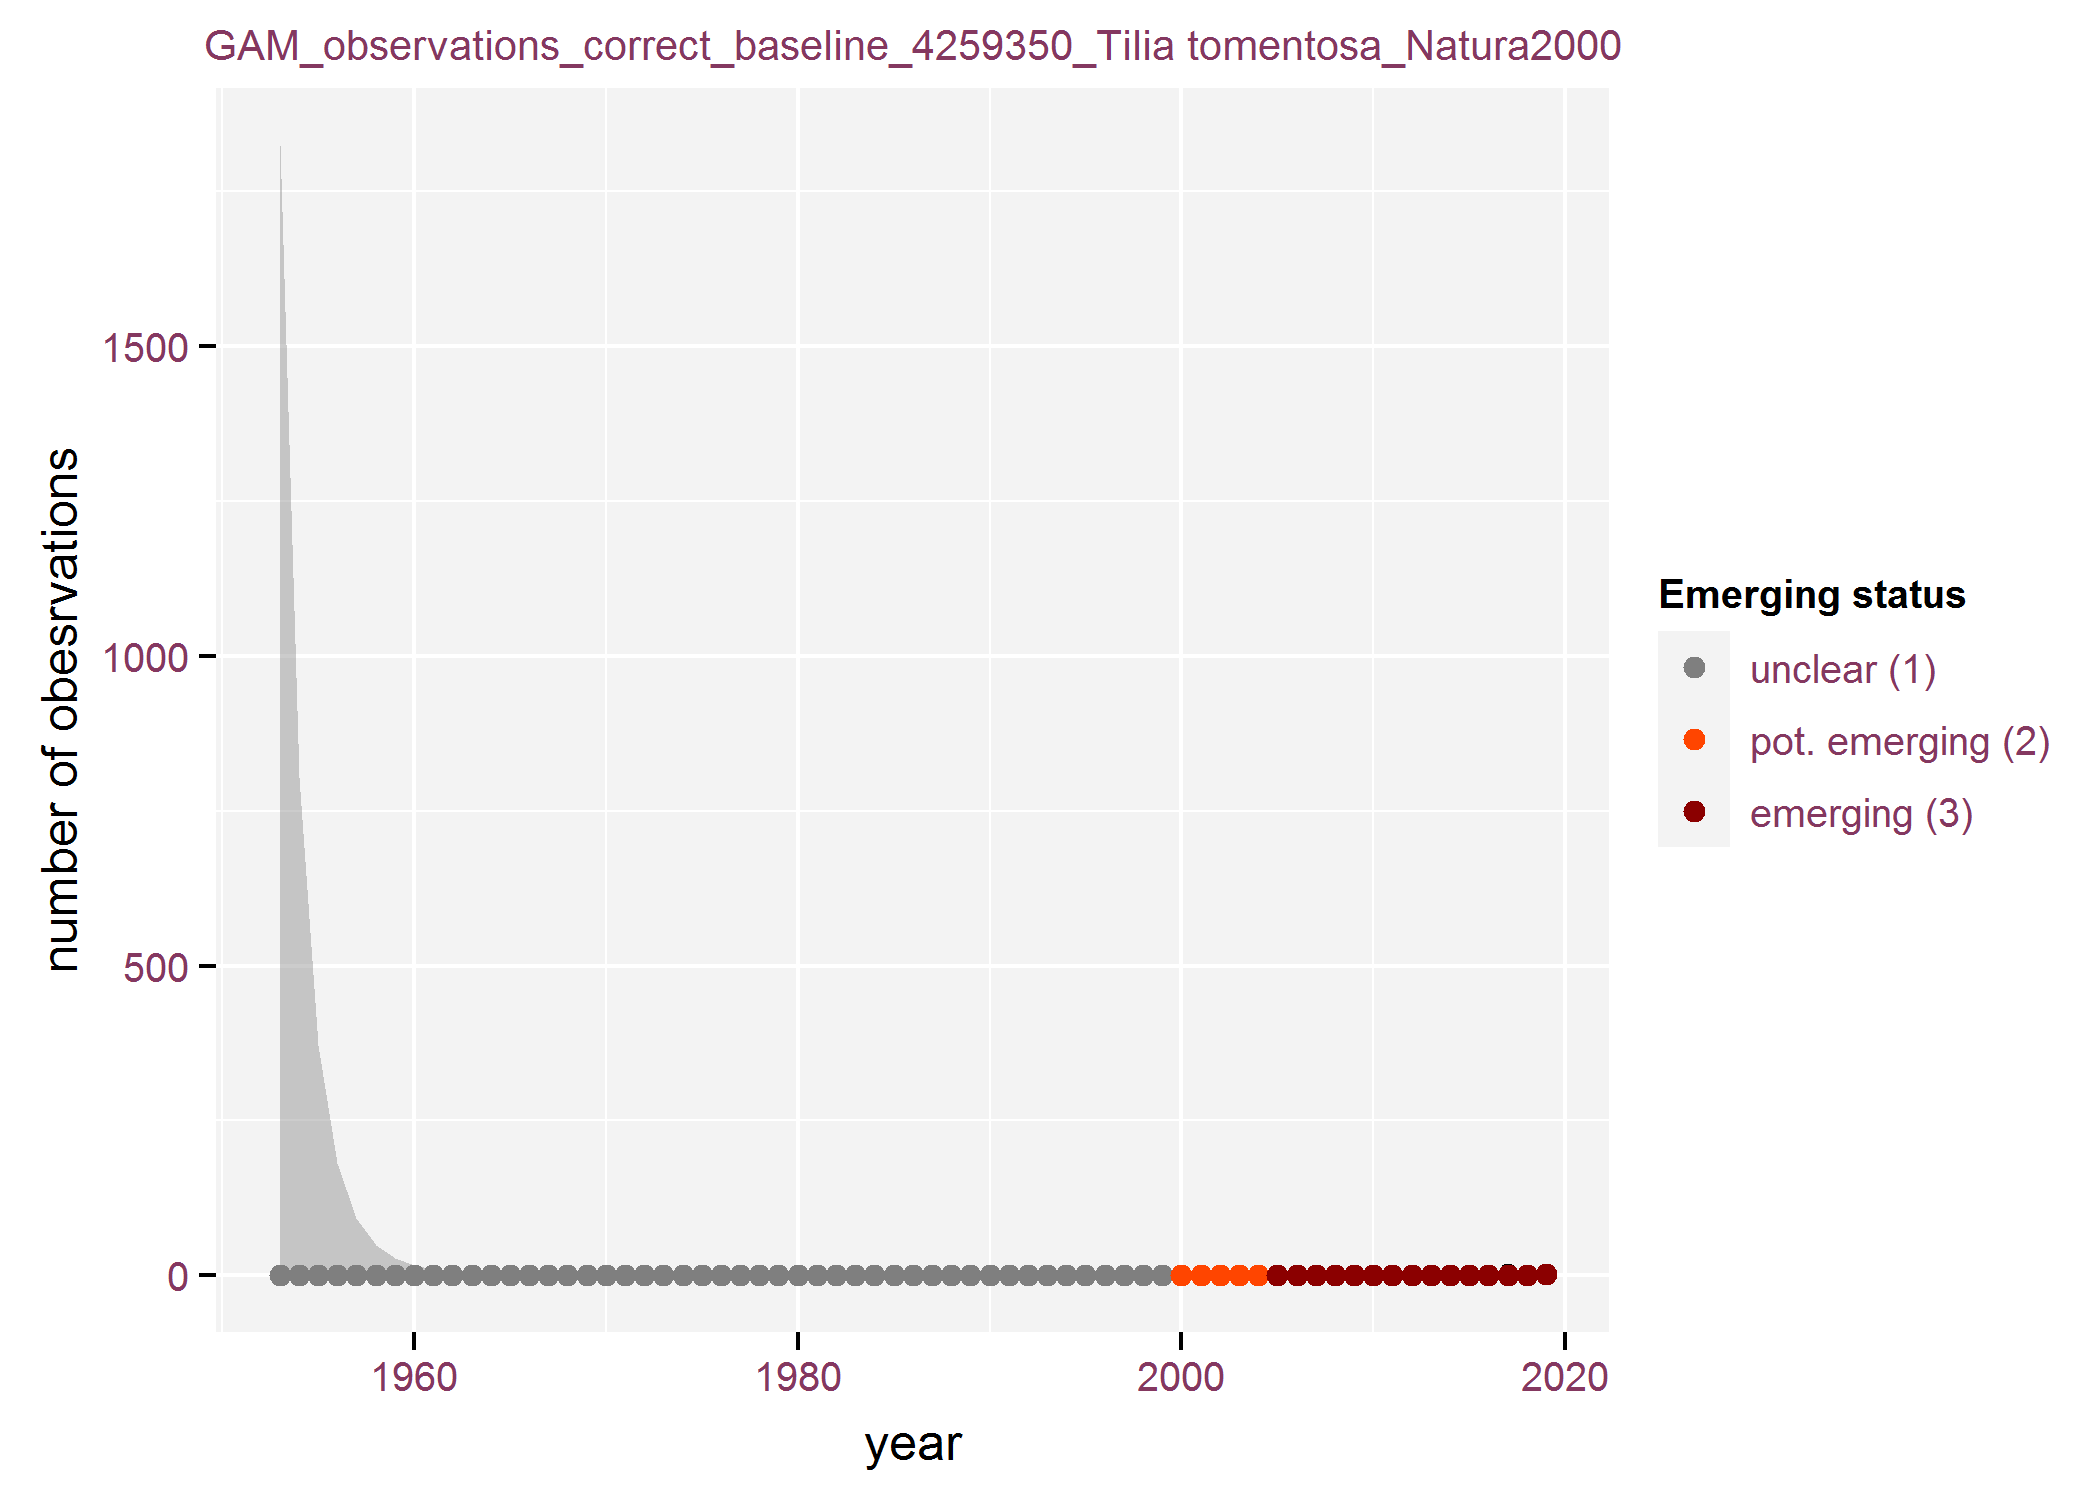 GAM_observations_correct_baseline_4259350_Tilia tomentosa_Natura2000
1500
1000
500
0
number of obesrvations
1960
1980
2000
2020
year
Emerging status
unclear (1)
pot. emerging (2)
emerging (3)